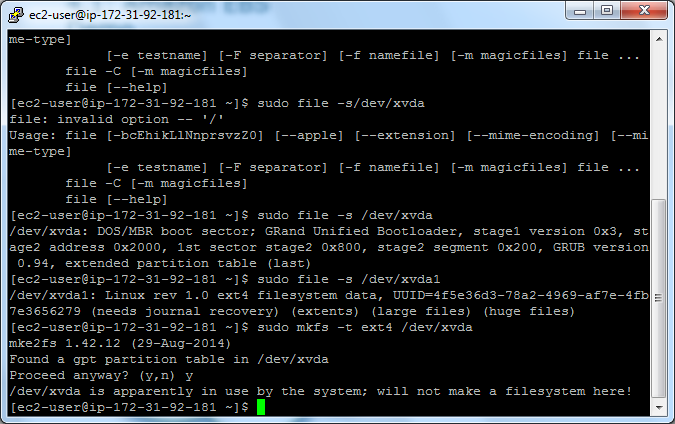 ec2-user@ip-172-31-92-181:~
me-type]
[-e testname] [-F separator] [-f namefile] [-m magicfiles] file ...
file -C [-m magicfiles]
file [--help]
[ec2-user@ip-172-31-92-181 ~]$ sudo file -s/dev/xvda
file: invalid option -- '/'
Usage: file [-bcEhikLlNnprsvzZ0] [--apple] [--extension] [--mime-encoding] [--mi
me-type]
[-e testname] [-F separator] [-f namefile] [-m magicfiles] file ...
file -C [-m magicfiles]
file [--help]
[ec2-user@ip-172-31-92-181 ~]$ sudo file -s /dev/xvda
/dev/xvda: DOS/MBR boot sector; GRand Unified Bootloader, stage1 version 0x3, st
age2 address 0x2000, 1st sector stage2 0x800, stage2 segment 0x200, GRUB version
0.94, extended partition table (last)
[ec2-user@ip-172-31-92-181 ~]$ sudo file -s /dev/xvda1
/dev/xvda1: Linux rev 1.0 ext4 filesystem data, UUID=4f5e36d3-78a2-4969-af7e-4fb
7e3656279 (needs journal recovery) (extents) (large files) (huge files)
[ec2-user@ip-172-31-92-181 ~]$ sudo mkfs -t ext4 /dev/xvda
mke2fs 1.42.12 (29-Aug-2014)
Found a gpt partition table in /dev/xvda
Proceed anyway? (y,n) y
/dev/xvda is apparently in use by the system; will not make a filesystem here!
[ec2-user@ip-172-31-92-181 ~]$